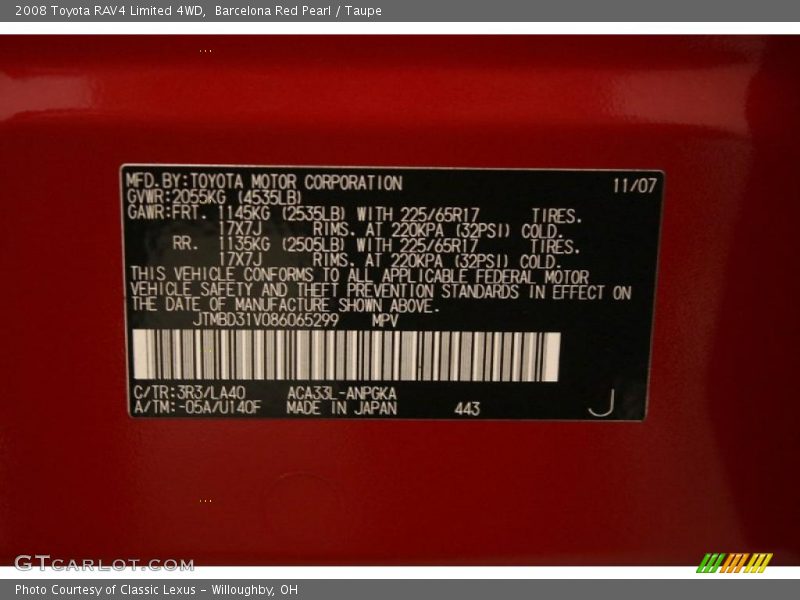 2008 Toyota RAV4 Limited 4WD,  Barcelona Red Pearl / Taupe
MFD.BY:TOYOTA MOTOR CORPORATION 11/07
GVWR:2055KG (4535LB)
GAWR:FRT. 1145KG (2535LB) WITH 225/65R17 TIRES.
17X7J RIMS. AT 220KPA (32PSI) COLD.
RR. 1135KG (2505LB) WITH 225/65R17 TIRES.
17X7J RIMS. AT 220KPA (32PSI) COLD.
THIS VEHICLE CONFORMS TO ALL APPLICABLE FEDERAL MOTOR
VEHICLE SAFETY AND THEFT PREVENTION STANDARDS IN EFFECT ON
THE DATE OF MANUFACTURE SHOWN ABOVE.
JTMBD31V086065299 MPV
C/TR:3R3/LA40 ACA33L-ANPGKA
A/TM:-05A/U140F MADE IN JAPAN 443 J
GTCARLOT.COM
Photo Courtesy of Classic Lexus - Willoughby, OH